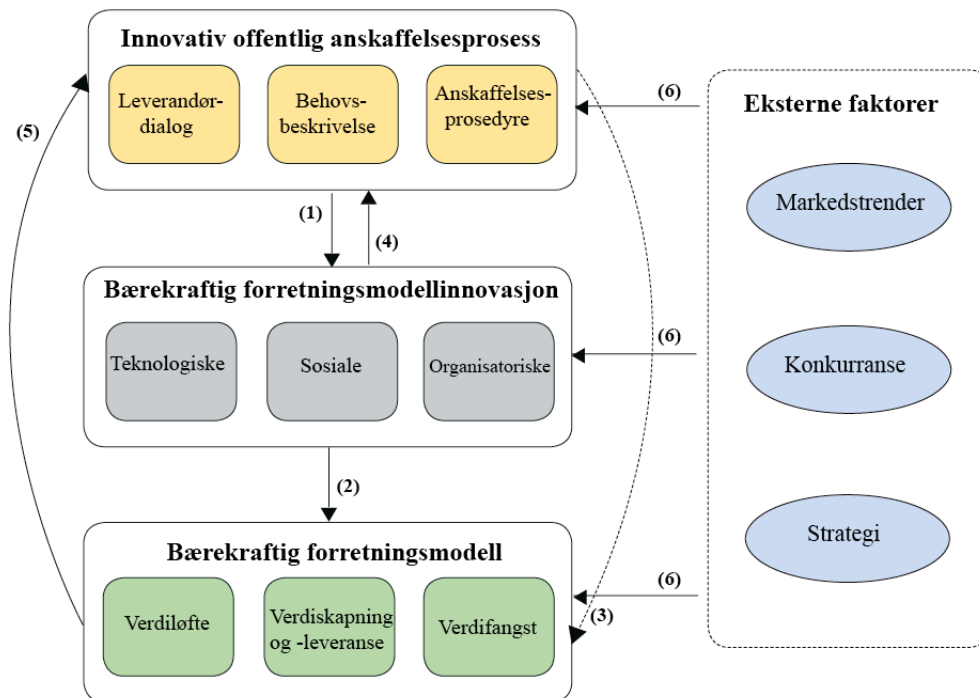 Innovativ offentlig anskaffelsesprosess
Leverandør-
dialog
Behovs-
beskrivelse
Anskaffelses-
prosedyre
(6)
Eksterne faktorer
(5)
Markedstrender
(1)
(4)
Bærekraftig forretningsmodellinnovasjon
Teknologiske
Sosiale
Organisatoriske
(6)
Konkurranse
(2)
Bærekraftig forretningsmodell
Verdiløfte
Verdiskapning
og -leveranse
Verdifangst
(6)
(3)
Strategi